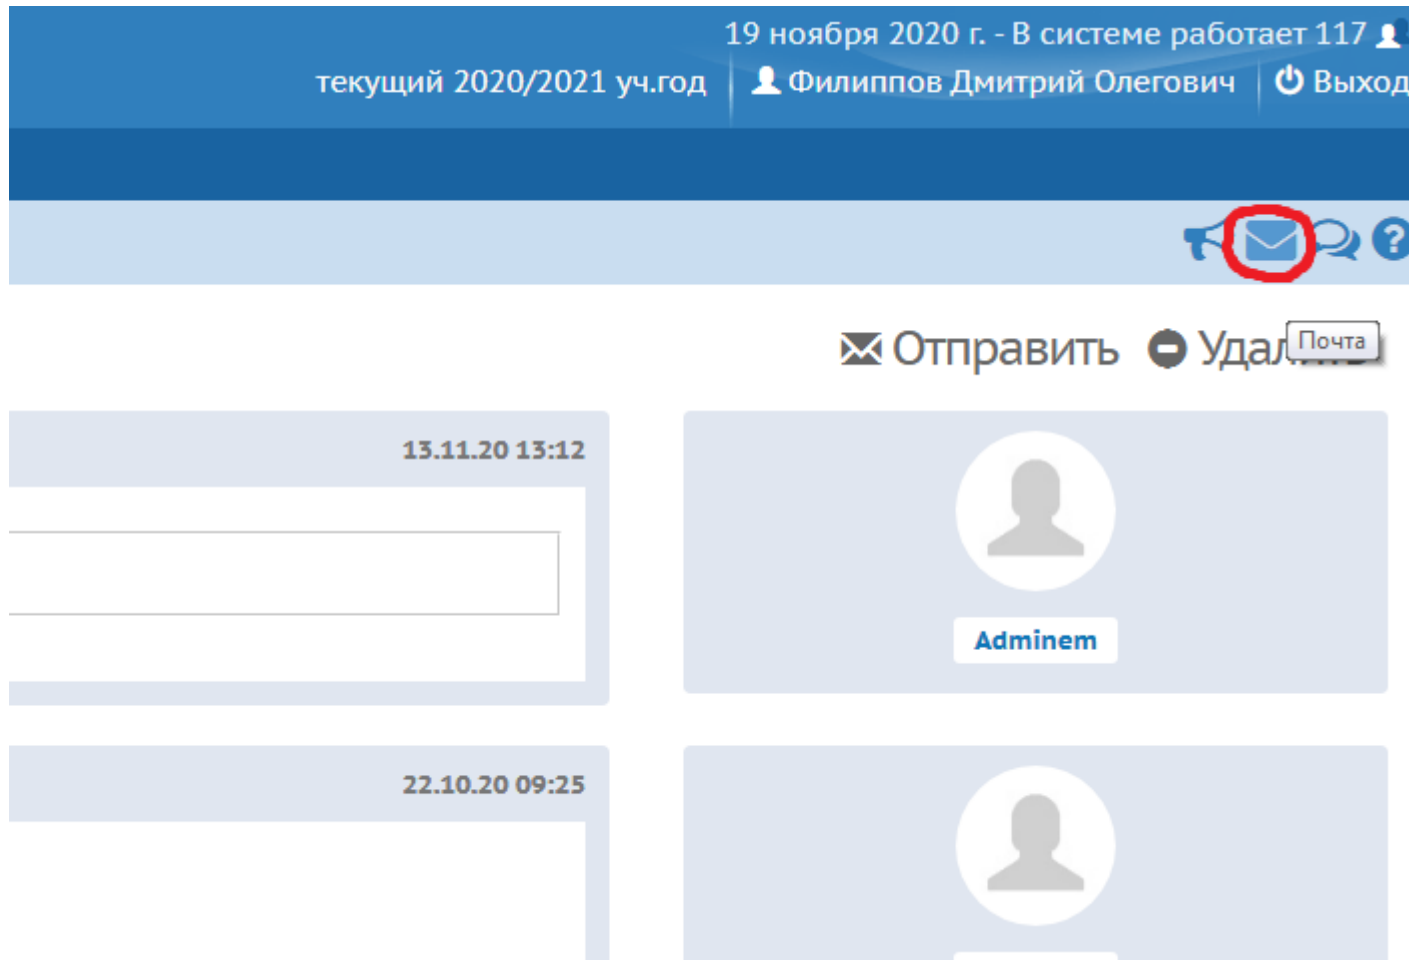 19 ноября 2020 г. - В системе работает 117
текущий 2020/2021 уч.год Филиппов Дмитрий Олегович Выход
Отправить Удалить
Почта
13.11.20 13:12
Adminem
22.10.20 09:25